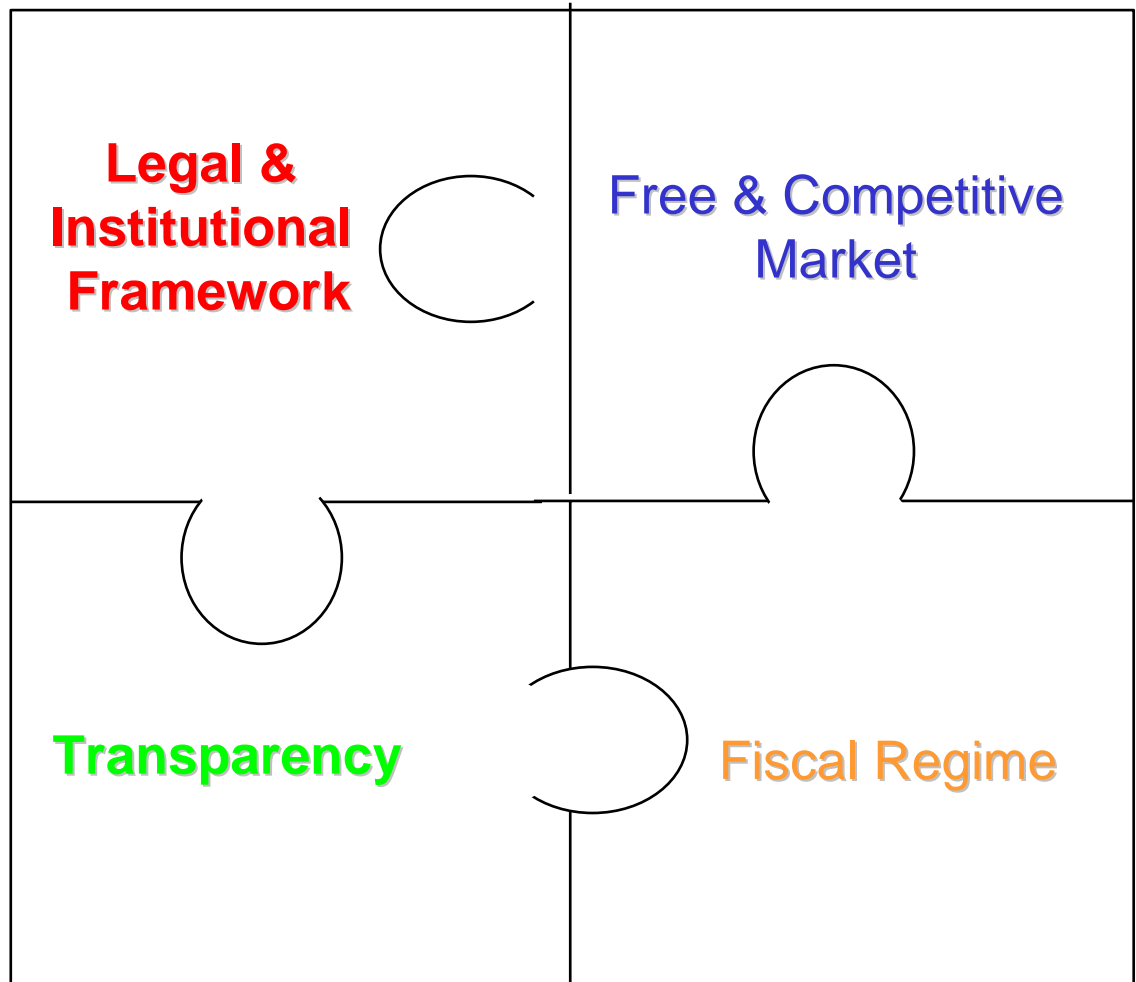 Legal &
Institutional
Framework
Free & Competitive
Market
Transparency
Fiscal Regime